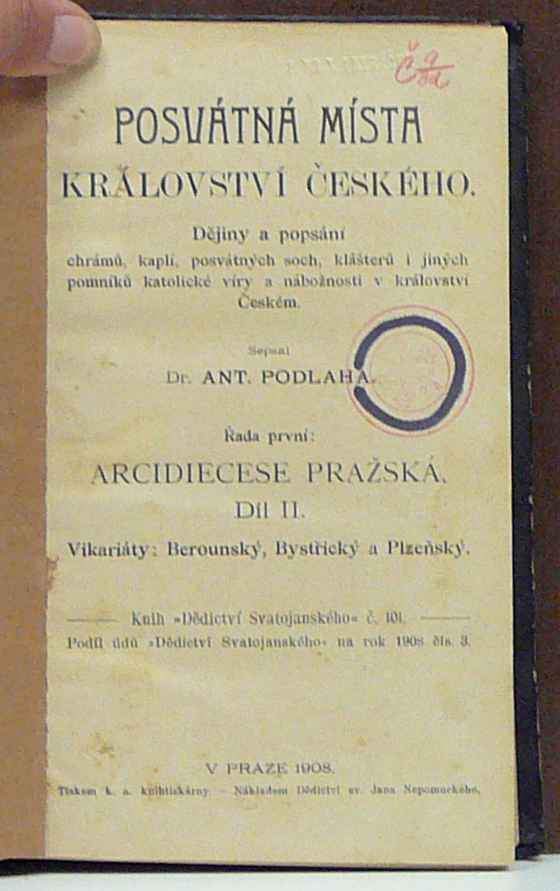 POSVÁTNÁ MÍSTA
KRÁLOVSTVÍ ČESKÉHO.
Dějiny a popsání
chrámů, kaplí, posvátných soch, klášterů i jiných
pomníků katolické víry a nábožnosti v království
Českém.
Sepsal
Dr. ANT. PODLAHA.
Řada první:
ARCIDIECESE PRAŽSKÁ.
Díl II.
Vikariáty: Berounský, Bystřický a Plzeňský.
Knih »Dědictví Svatojanského« č. 101.
Podíl údů »Dědictví Svatojanského« na rok 1908 čís. 3.
V PRAZE 1908.
Tiskem k. a. knihtiskárny. – Nákladem Dědictví sv. Jana Nepomuckého.